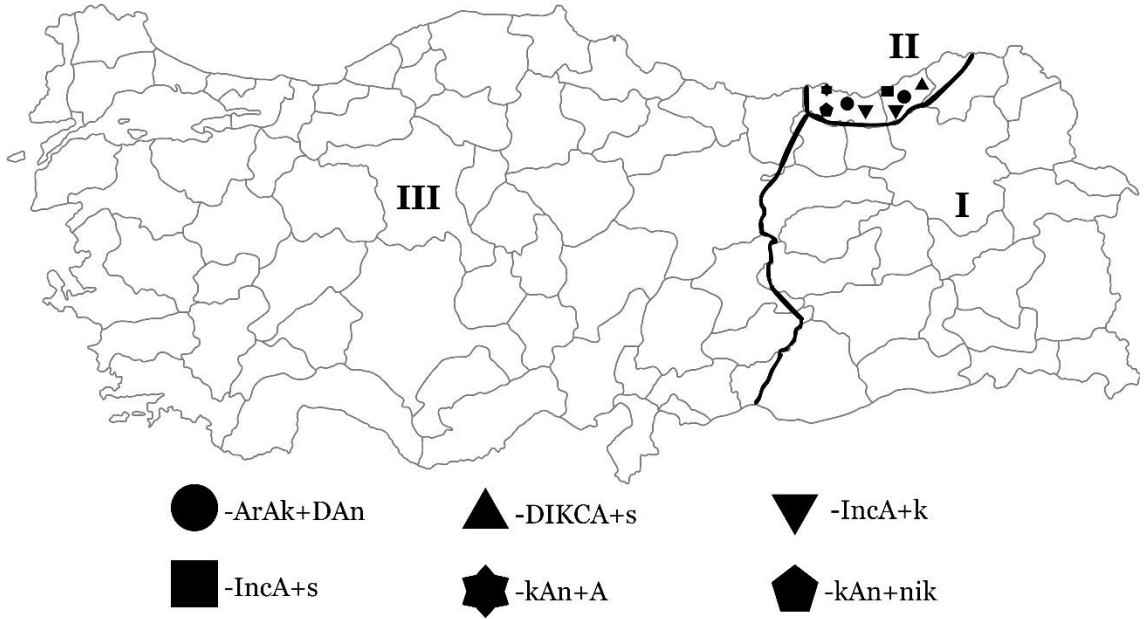 II
III
I
-ArAk+DAn
-DIKCA+s
-IncA+k
-IncA+s
-kAn+A
-kAn+nik